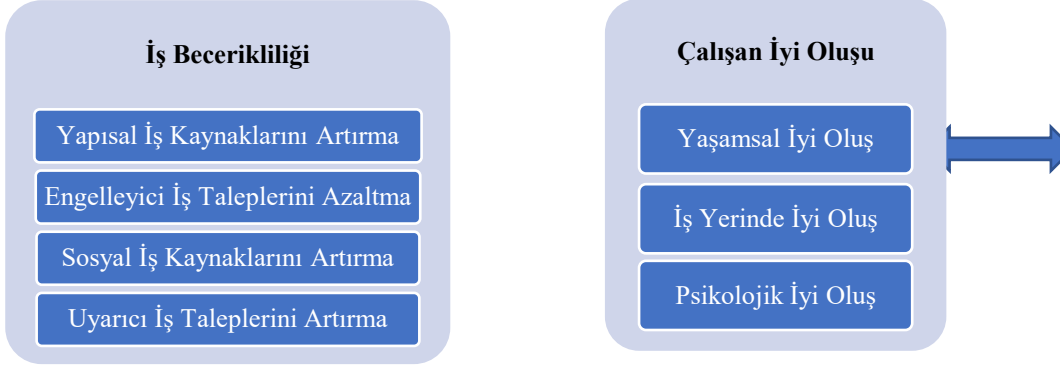 İş Becerikliliği
Yapısal İş Kaynaklarını Artırma
Engelleyici İş Taleplerini Azaltma
Sosyal İş Kaynaklarını Artırma
Uyarıcı İş Taleplerini Artırma
Çalışan İyi Oluşu
Yaşamsal İyi Oluş
İş Yerinde İyi Oluş
Psikolojik İyi Oluş